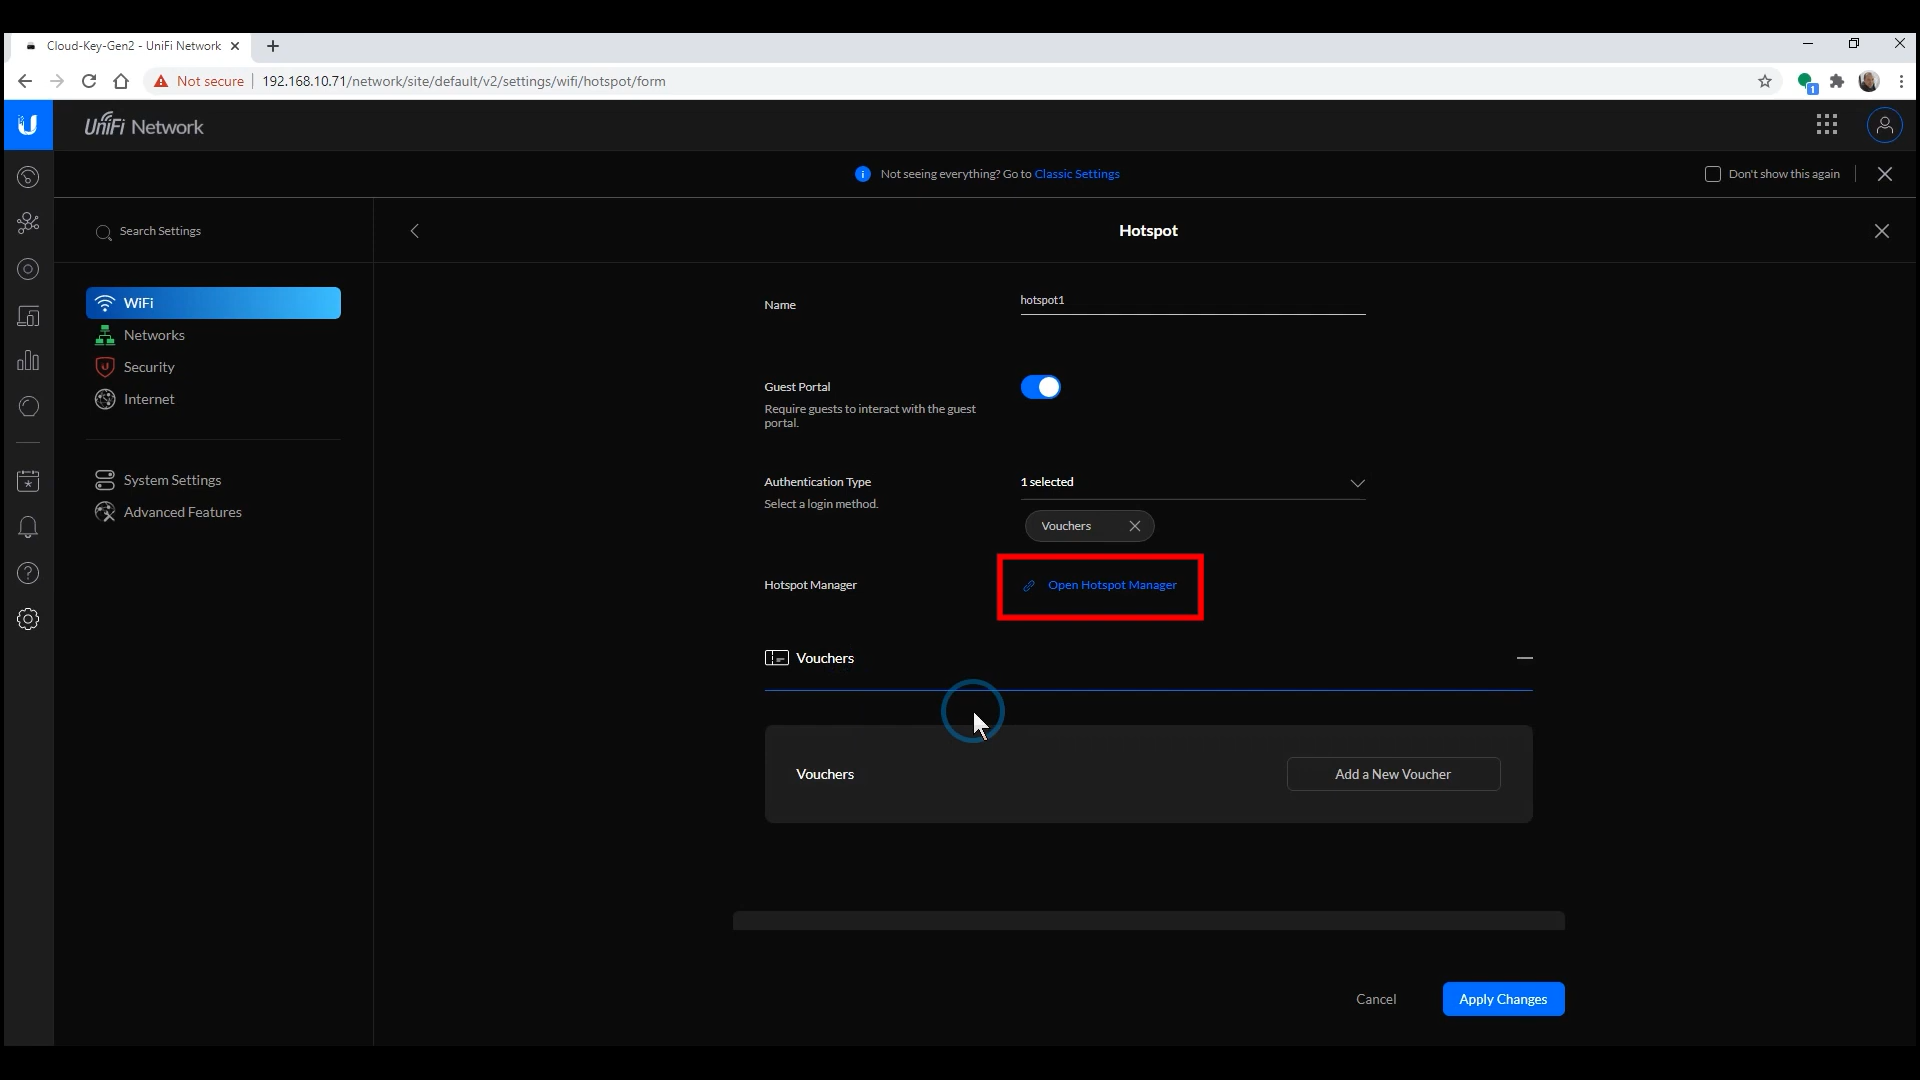 Cloud-Key-Gen2 - UniFi Network
Not secure
192.168.10.71/network/site/default/v2/settings/wifi/hotspot/form
1
UniFi Network
Not seeing everything? Go to Classic Settings
Don't show this again
Search Settings
Hotspot
WiFi
Networks
Security
Internet
System Settings
Advanced Features
Name
hotspot1
Guest Portal
Require guests to interact with the guest
portal.
Authentication Type
1 selected
Select a login method.
Vouchers
Hotspot Manager
Open Hotspot Manager
Vouchers
Vouchers
Add a New Voucher
Cancel
Apply Changes